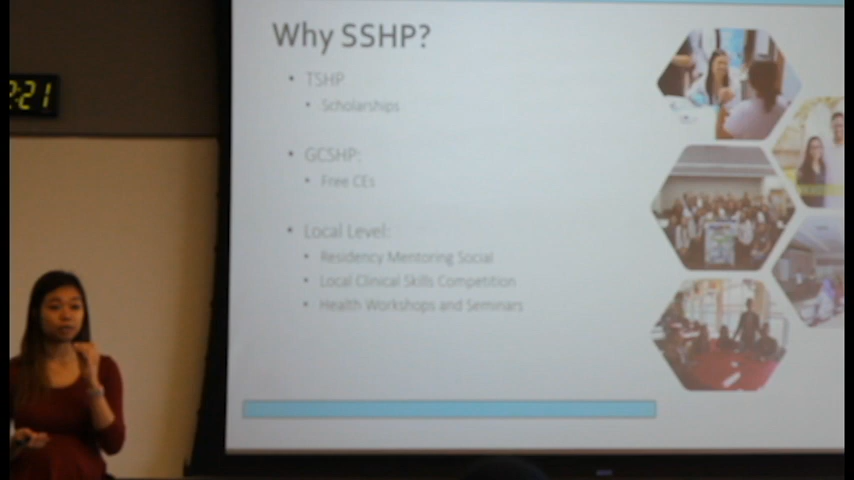 :21
Why SSHP?
• TSHP
• Scholarships
• GCSHP:
• Free CEs
• Local Level:
• Residency Mentoring Social
• Local Clinical Skills Competition
• Health Workshops and Seminars